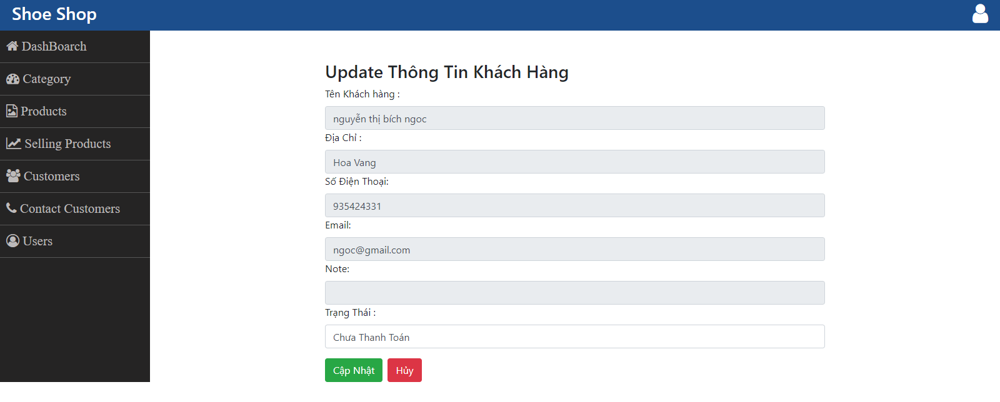 Shoe Shop
DashBoarch
Category
Products
Selling Products
Customers
Contact Customers
Users
Update Thông Tin Khách Hàng
Tên Khách hàng :
nguyễn thị bích ngoc
Địa Chỉ :
Hoa Vang
Số Điện Thoại:
935424331
Email:
ngoc@gmail.com
Note:
Trạng Thái :
Chưa Thanh Toán
Cập Nhật Hủy